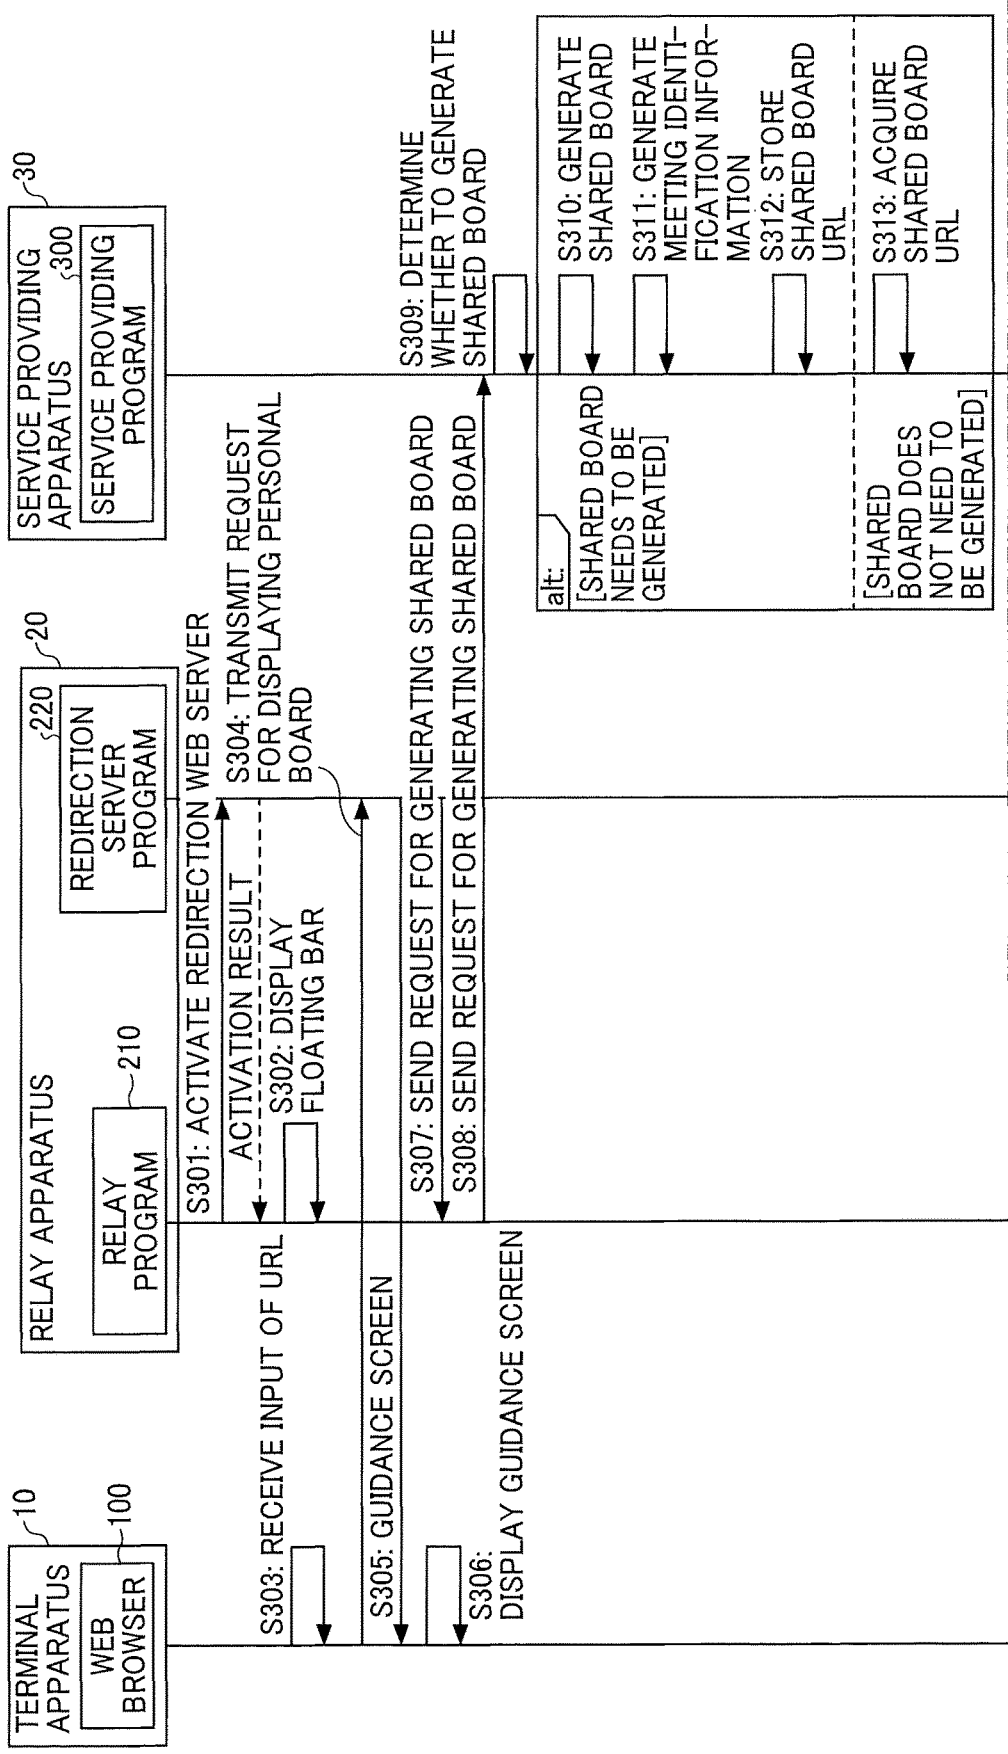 TERMINAL
APPARATUS
10
WEB
BROWSER
100
RELAY APPARATUS
20
RELAY
PROGRAM
210
REDIRECTION
SERVER
PROGRAM
220
SERVICE PROVIDING
APPARATUS
30
300
SERVICE PROVIDING
PROGRAM
S301: ACTIVATE REDIRECTION WEB SERVER
ACTIVATION RESULT
S302: DISPLAY
FLOATING BAR
S303: RECEIVE INPUT OF URL
S304: TRANSMIT REQUEST
FOR DISPLAYING PERSONAL
BOARD
S305: GUIDANCE SCREEN
S306:
DISPLAY GUIDANCE SCREEN
S307: SEND REQUEST FOR GENERATING SHARED BOARD
S308: SEND REQUEST FOR GENERATING SHARED BOARD
S309: DETERMINE
WHETHER TO GENERATE
SHARED BOARD
alt:
[SHARED BOARD
NEEDS TO BE
GENERATED]
S310: GENERATE
SHARED BOARD
S311: GENERATE
MEETING IDENTI-
FICATION INFOR-
MATION
S312: STORE
SHARED BOARD
URL
[SHARED
BOARD DOES
NOT NEED TO
BE GENERATED]
S313: ACQUIRE
SHARED BOARD
URL